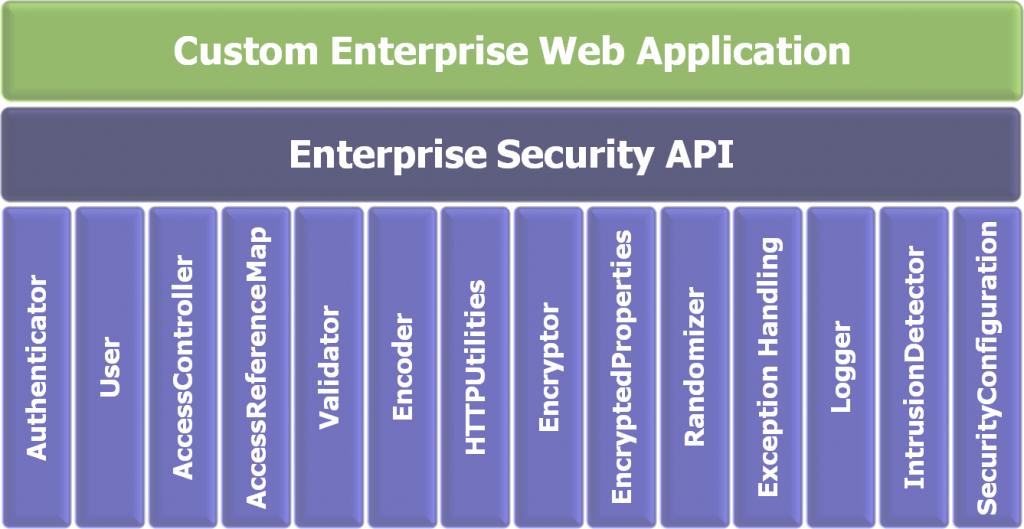 Custom Enterprise Web Application
Enterprise Security API
Authenticator
User
AccessController
AccessReferenceMap
Validator
Encoder
HTTPUtilities
Encryptor
EncryptedProperties
Randomizer
Exception Handling
Logger
IntrusionDetector
SecurityConfiguration